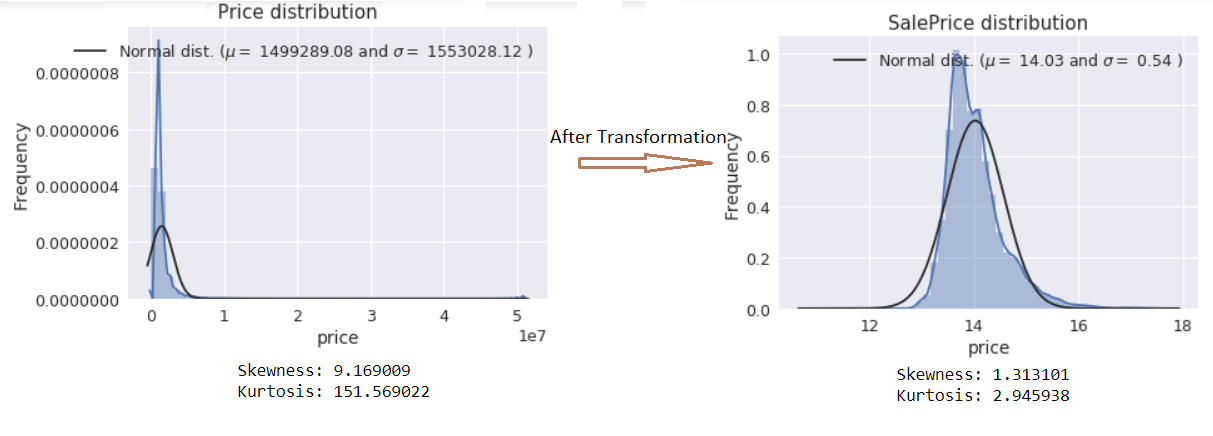 Price distribution
Normal dist. (μ = 1499289.08 and σ = 1553028.12 )
0.0000008
0.0000006
0.0000004
0.0000002
0.0000000
Frequency
0 1 2 3 4 5
1e7
price
Skewness: 9.169009
Kurtosis: 151.569022
After Transformation
SalePrice distribution
Normal dist. (μ = 14.03 and σ = 0.54 )
1.0
0.8
0.6
0.4
0.2
0.0
Frequency
12 14 16 18
price
Skewness: 1.313101
Kurtosis: 2.945938